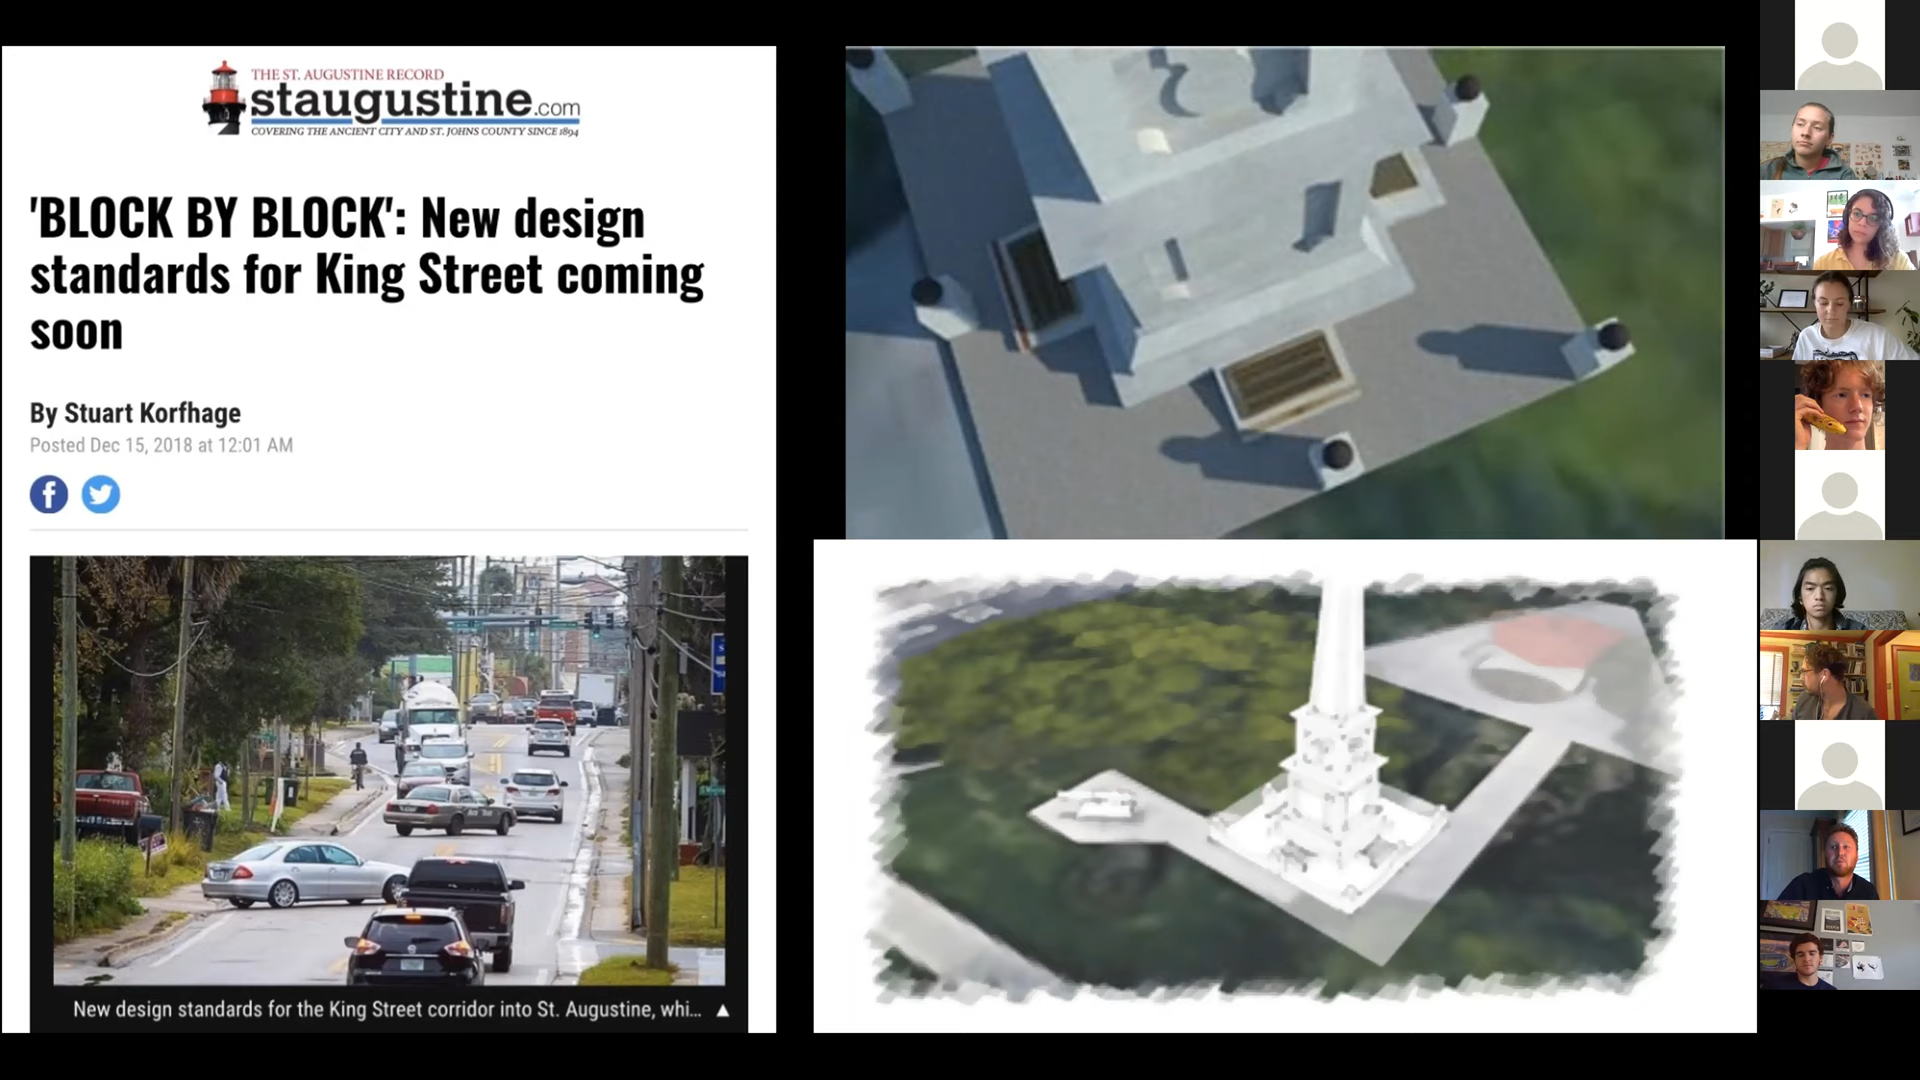 THE ST. AUGUSTINE RECORD
staugustine.com
COVERING THE ANCIENT CITY AND ST. JOHNS COUNTY SINCE 1894
'BLOCK BY BLOCK': New design
standards for King Street coming
soon
By Stuart Korfhage
Posted Dec 15, 2018 at 12:01 AM
New design standards for the King Street corridor into St. Augustine, whi...